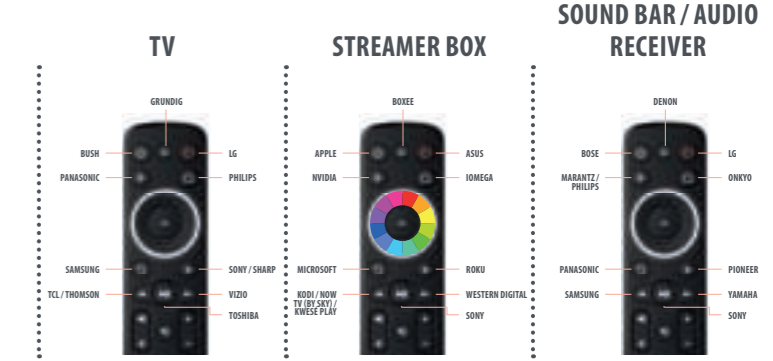 SOUND BAR / AUDIO
TV
STREAMER BOX
RECEIVER
GRUNDIG
BUSH
LG
PANASONIC
PHILIPS
SAMSUNG
SONY / SHARP
TCL / THOMSON
VIZIO
TOSHIBA
BOXEE
APPLE
ASUS
NVIDIA
IOMEGA
MICROSOFT
ROKU
KODI / NOW
TV (BY SKY) /
KWESE PLAY
WESTERN DIGITAL
SONY
DENON
BOSE
LG
MARANTZ /
PHILIPS
ONKYO
PANASONIC
PIONEER
SAMSUNG
YAMAHA
SONY